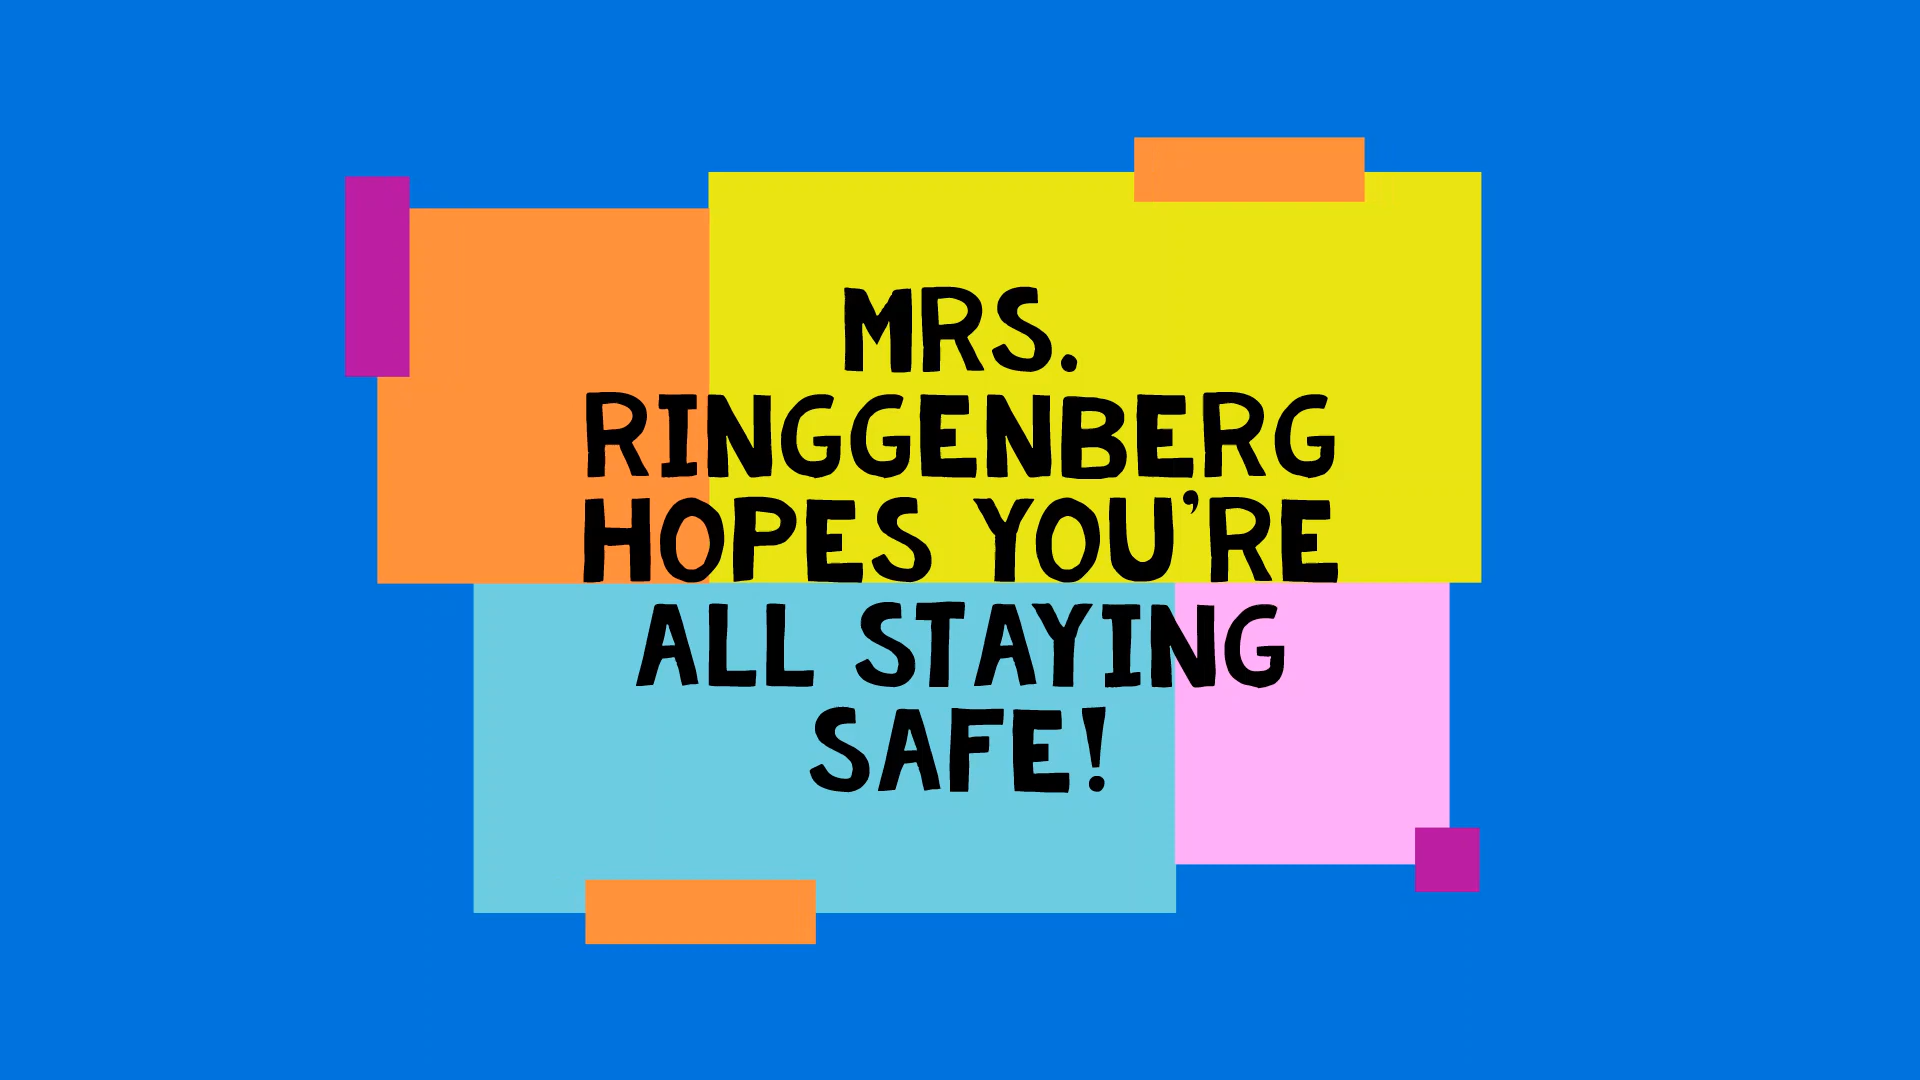 MRS.
RINGGENBERG
HOPES YOU'RE
ALL STAYING
SAFE!